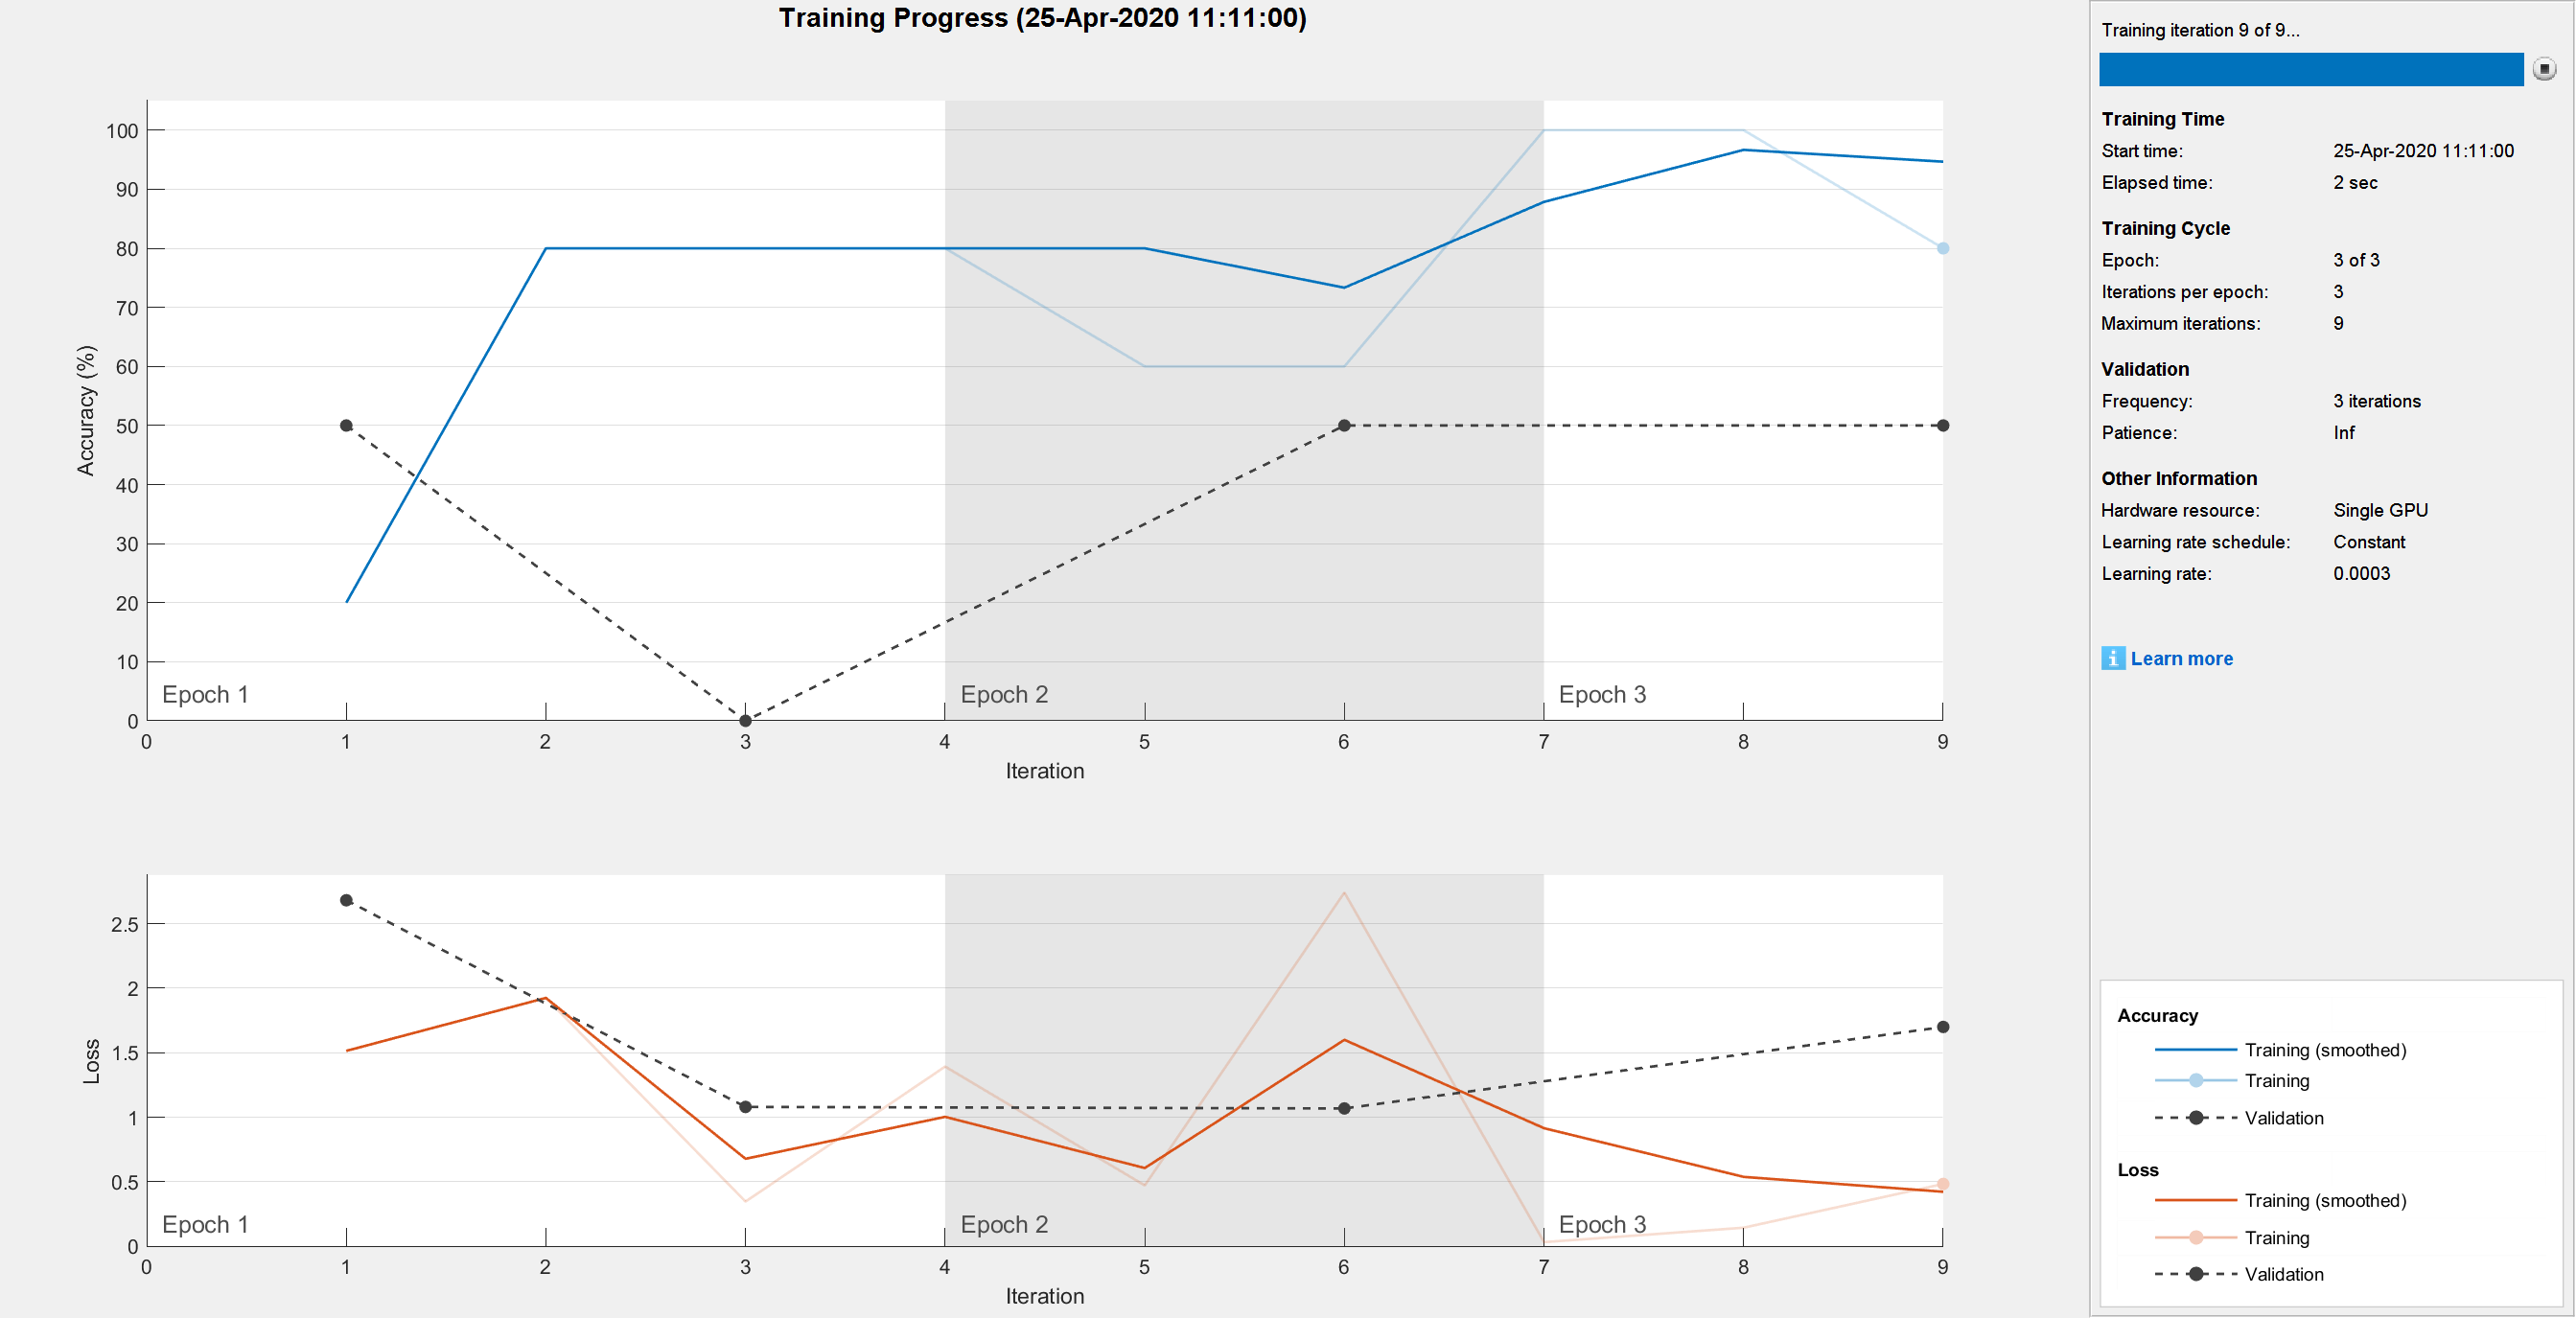 Training Progress (25-Apr-2020 11:11:00)
100
90
80
70
60
50
40
30
20
10
0
Accuracy (%)
Epoch 1
Epoch 2
Epoch 3
0 1 2 3 4 5 6 7 8 9
Iteration
2.5
2
1.5
1
0.5
0
Loss
Epoch 1
Epoch 2
Epoch 3
0 1 2 3 4 5 6 7 8 9
Iteration
Training iteration 9 of 9...
Training Time
Start time: 25-Apr-2020 11:11:00
Elapsed time: 2 sec
Training Cycle
Epoch: 3 of 3
Iterations per epoch: 3
Maximum iterations: 9
Validation
Frequency: 3 iterations
Patience: Inf
Other Information
Hardware resource: Single GPU
Learning rate schedule: Constant
Learning rate: 0.0003
i Learn more
Accuracy
Training (smoothed)
Training
Validation
Loss
Training (smoothed)
Training
Validation